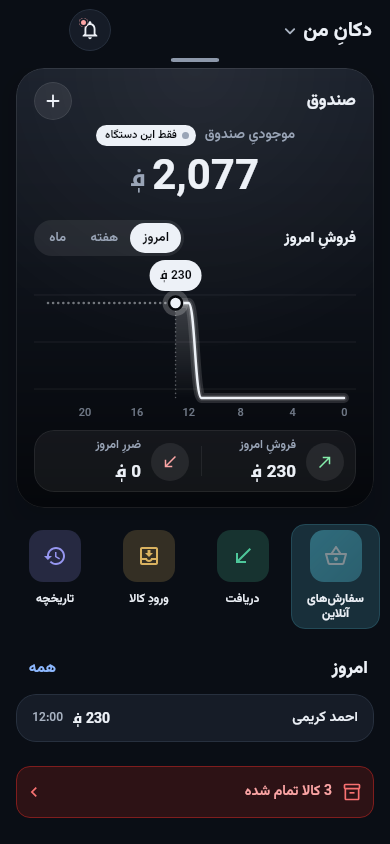 دکانِ من
صندوق
موجودیِ صندوق
فقط این دستگاه
2,077 ؋
فروشِ امروز
امروز
هفته
ماه
230 ؋
0
4
8
12
16
20
فروشِ امروز
230 ؋
ضررِ امروز
0 ؋
سفارش‌های
آنلاین
دریافت
ورودِ کالا
تاریخچه
امروز
همه
احمد کریمی
230 ؋
12:00
3 کالا تمام شده